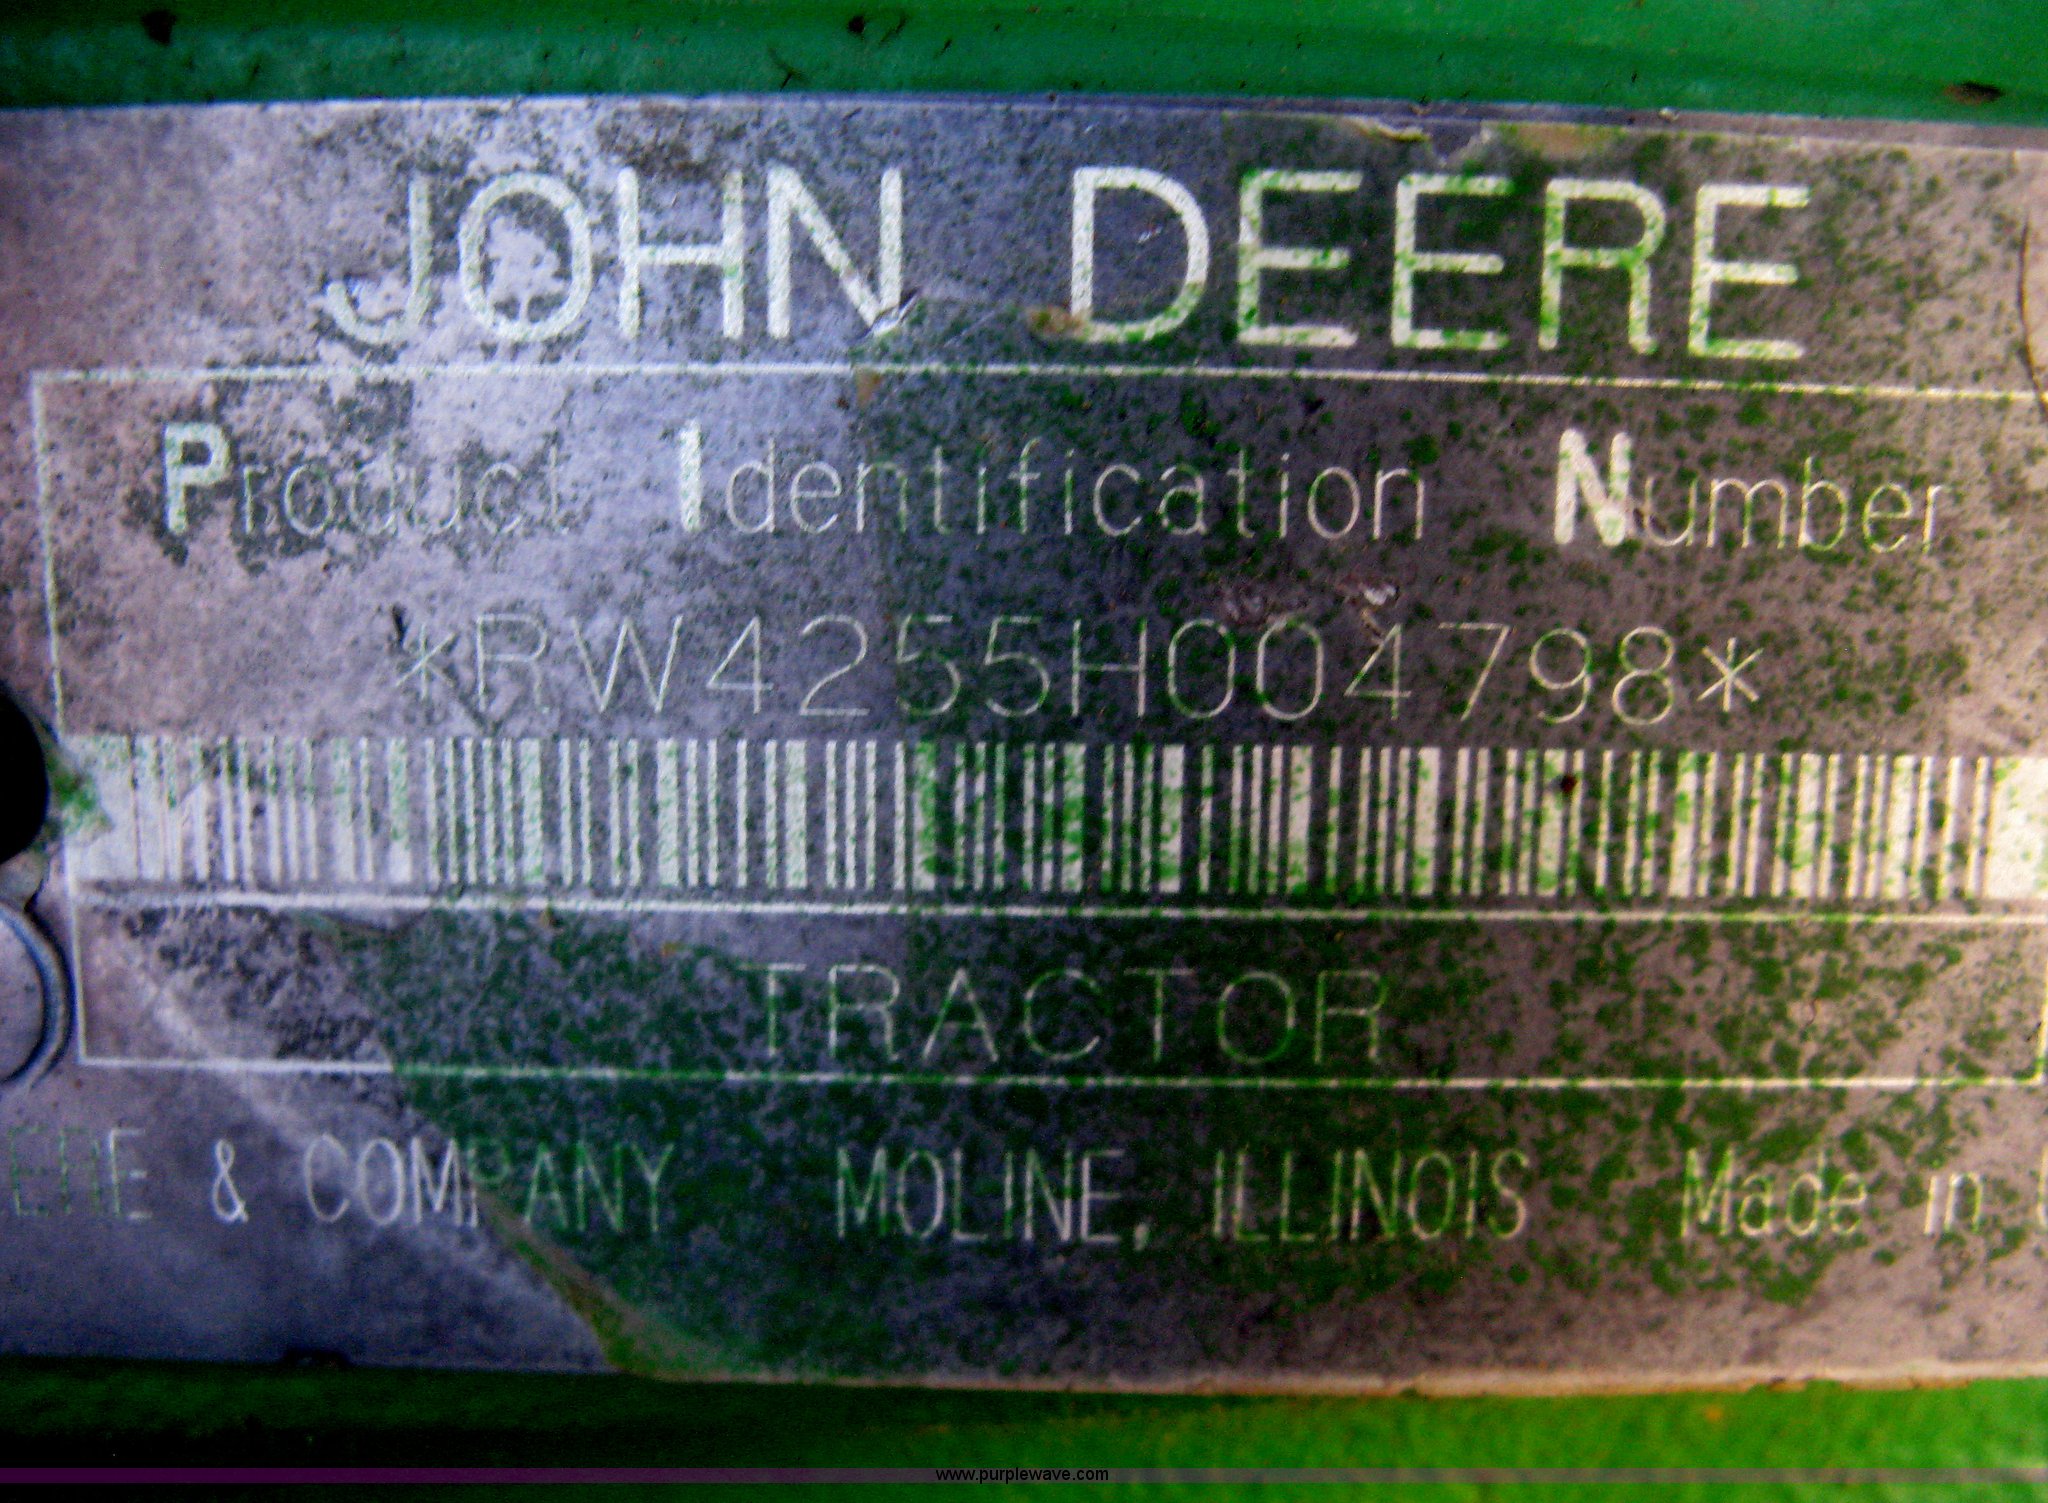 JOHN DEERE
Product Identification Number
*RW4255H004798*
TRACTOR
& COMPANY MOLINE, ILLINOIS Made in
www.purplewave.com